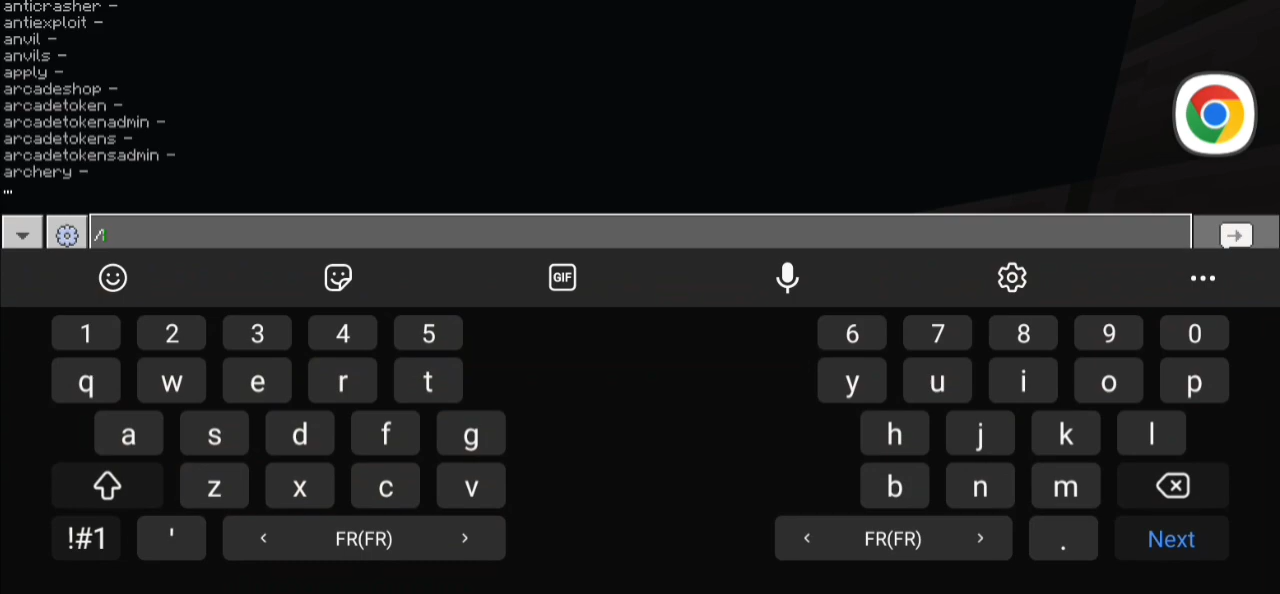 anticrasher -
antiexploit -
anvil -
anvils -
apply -
arcadeshop -
arcadetoken -
arcadetokenadmin -
arcadetokens -
arcadetokensadmin -
archery -
...
/
GIF
1 2 3 4 5 6 7 8 9 0
q w e r t y u i o p
a s d f g h j k l
z x c v b n m
!#1 ' < FR(FR) > < FR(FR) > . Next